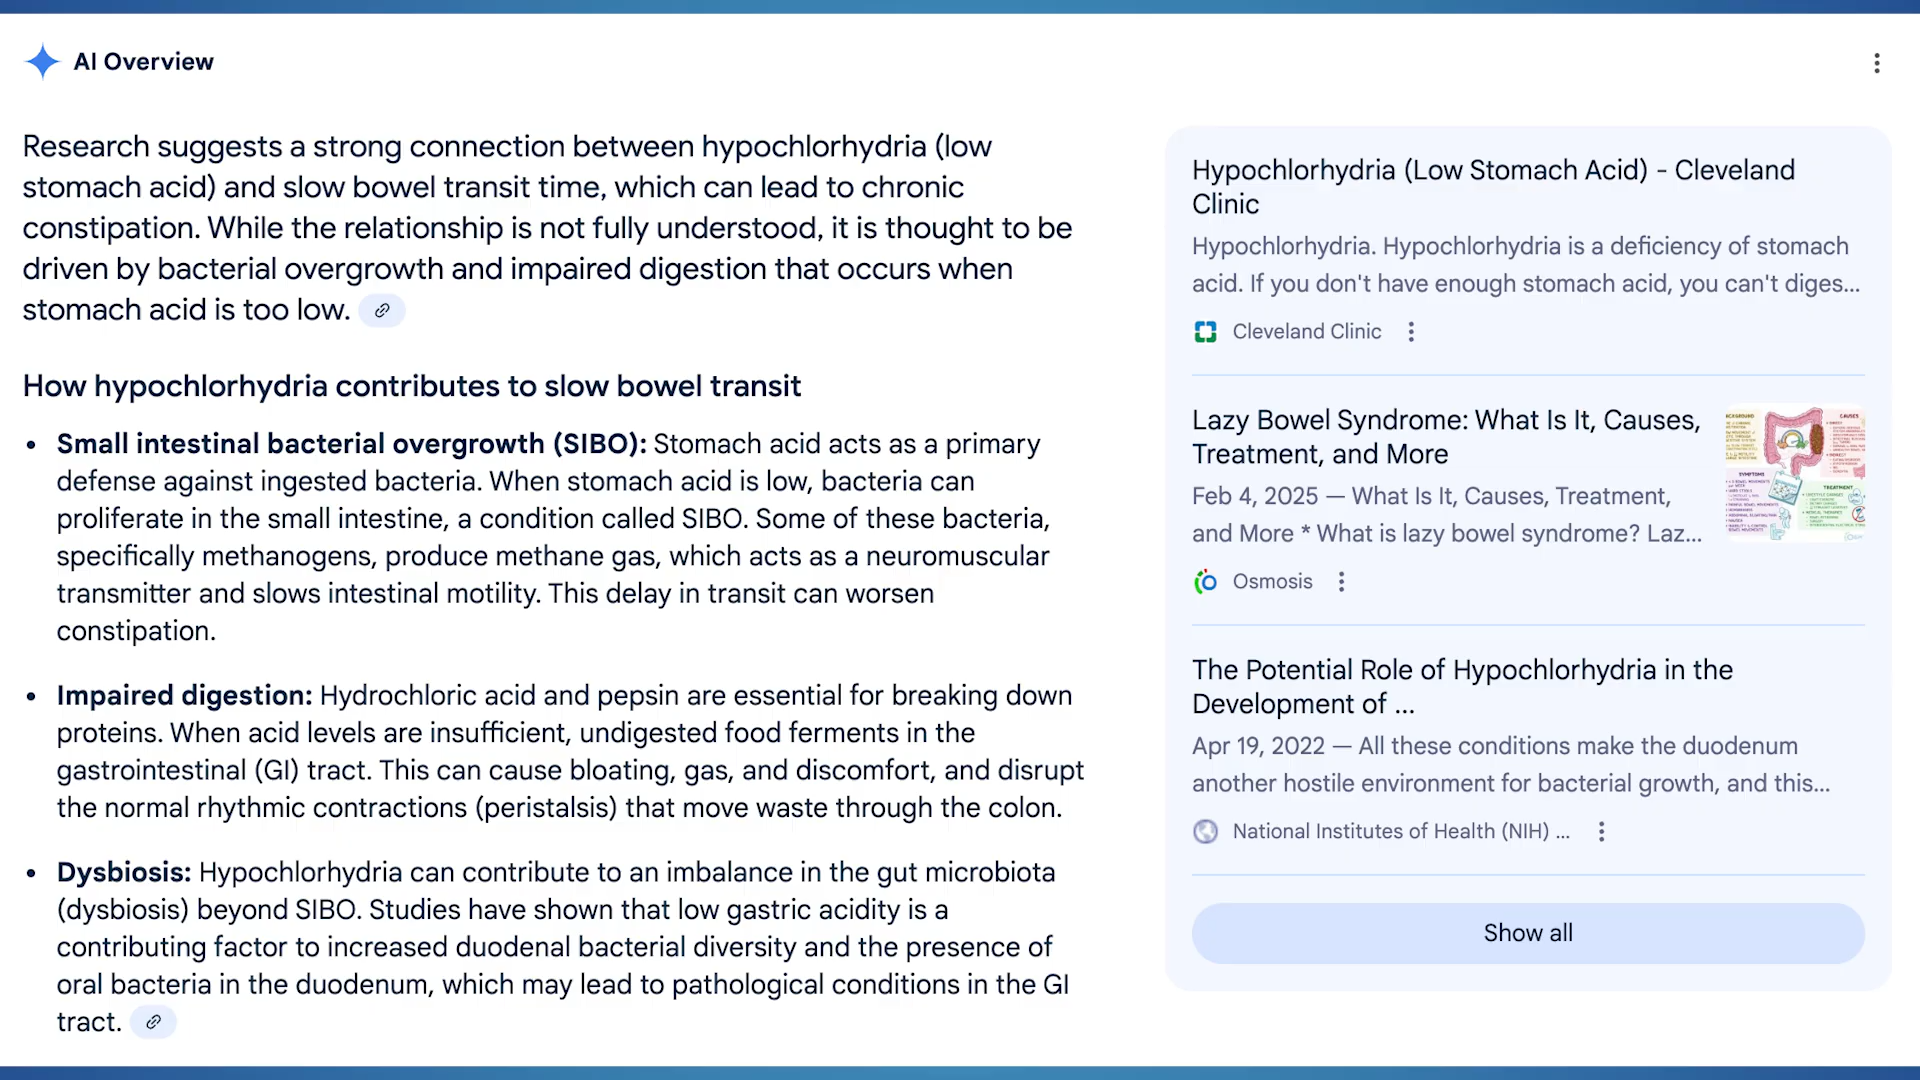 AI Overview
Research suggests a strong connection between hypochlorhydria (low
stomach acid) and slow bowel transit time, which can lead to chronic
constipation. While the relationship is not fully understood, it is thought to be
driven by bacterial overgrowth and impaired digestion that occurs when
stomach acid is too low.
How hypochlorhydria contributes to slow bowel transit
• Small intestinal bacterial overgrowth (SIBO): Stomach acid acts as a primary
defense against ingested bacteria. When stomach acid is low, bacteria can
proliferate in the small intestine, a condition called SIBO. Some of these bacteria,
specifically methanogens, produce methane gas, which acts as a neuromuscular
transmitter and slows intestinal motility. This delay in transit can worsen
constipation.
• Impaired digestion: Hydrochloric acid and pepsin are essential for breaking down
proteins. When acid levels are insufficient, undigested food ferments in the
gastrointestinal (GI) tract. This can cause bloating, gas, and discomfort, and disrupt
the normal rhythmic contractions (peristalsis) that move waste through the colon.
• Dysbiosis: Hypochlorhydria can contribute to an imbalance in the gut microbiota
(dysbiosis) beyond SIBO. Studies have shown that low gastric acidity is a
contributing factor to increased duodenal bacterial diversity and the presence of
oral bacteria in the duodenum, which may lead to pathological conditions in the GI
tract.
Hypochlorhydria (Low Stomach Acid) - Cleveland
Clinic
Hypochlorhydria. Hypochlorhydria is a deficiency of stomach
acid. If you don't have enough stomach acid, you can't diges...
Cleveland Clinic
Lazy Bowel Syndrome: What Is It, Causes,
Treatment, and More
Feb 4, 2025 — What Is It, Causes, Treatment,
and More * What is lazy bowel syndrome? Laz...
BACKGROUND
CAUSES
SYMPTOMS
TREATMENT
Osmosis
The Potential Role of Hypochlorhydria in the
Development of ...
Apr 19, 2022 — All these conditions make the duodenum
another hostile environment for bacterial growth, and this...
National Institutes of Health (NIH) ...
Show all